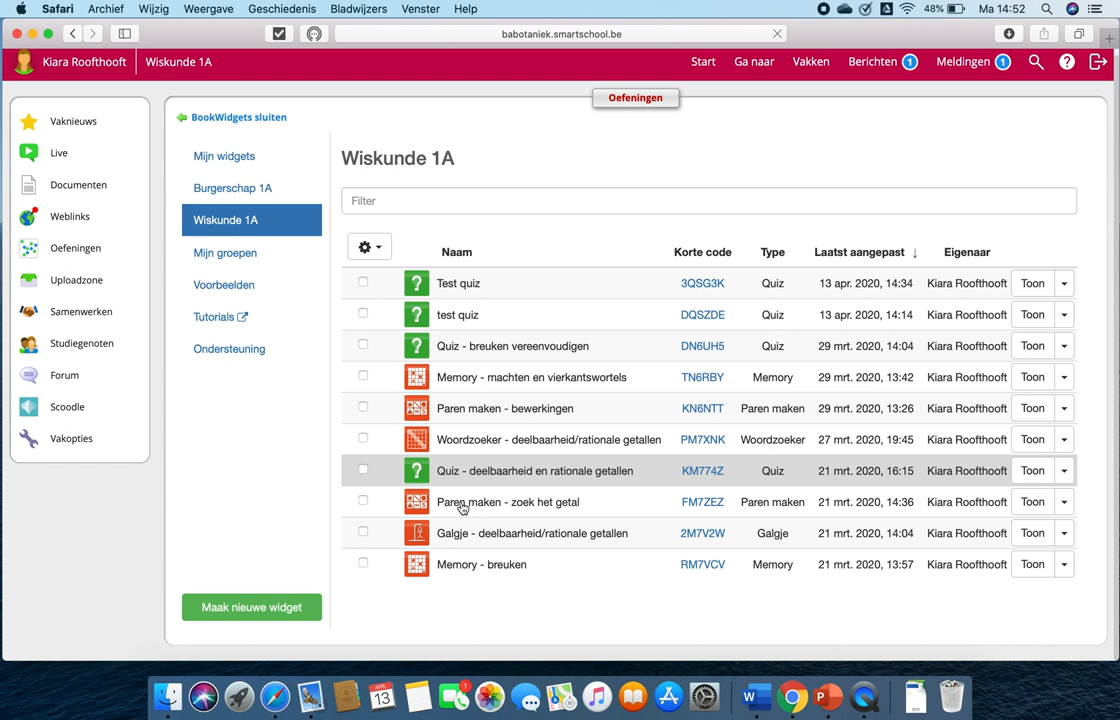 Safari Archief Wijzig Weergave Geschiedenis Bladwijzers Venster Help 48% Ma 14:52
babotaniek.smartschool.be
Kiara Roofthooft Wiskunde 1A Start Ga naar Vakken Berichten 1 Meldingen 1
Oefeningen
Vaknieuws
Live
Documenten
Weblinks
Oefeningen
Uploadzone
Samenwerken
Studiegenoten
Forum
Scoodle
Vakopties
BookWidgets sluiten
Mijn widgets
Burgerschap 1A
Wiskunde 1A
Mijn groepen
Voorbeelden
Tutorials
Ondersteuning
Maak nieuwe widget
Wiskunde 1A
Filter
Naam Korte code Type Laatst aangepast ↓ Eigenaar
Test quiz 3QSG3K Quiz 13 apr. 2020, 14:34 Kiara Roofthooft Toon
test quiz DQSZDE Quiz 13 apr. 2020, 14:14 Kiara Roofthooft Toon
Quiz - breuken vereenvoudigen DN6UH5 Quiz 29 mrt. 2020, 14:04 Kiara Roofthooft Toon
Memory - machten en vierkantswortels TN6RBY Memory 29 mrt. 2020, 13:42 Kiara Roofthooft Toon
Paren maken - bewerkingen KN6NTT Paren maken 29 mrt. 2020, 13:26 Kiara Roofthooft Toon
Woordzoeker - deelbaarheid/rationale getallen PM7XNK Woordzoeker 27 mrt. 2020, 19:45 Kiara Roofthooft Toon
Quiz - deelbaarheid en rationale getallen KM774Z Quiz 21 mrt. 2020, 16:15 Kiara Roofthooft Toon
Paren maken - zoek het getal FM7ZEZ Paren maken 21 mrt. 2020, 14:36 Kiara Roofthooft Toon
Galgje - deelbaarheid/rationale getallen 2M7V2W Galgje 21 mrt. 2020, 14:04 Kiara Roofthooft Toon
Memory - breuken RM7VCV Memory 21 mrt. 2020, 13:57 Kiara Roofthooft Toon
APR
13
1